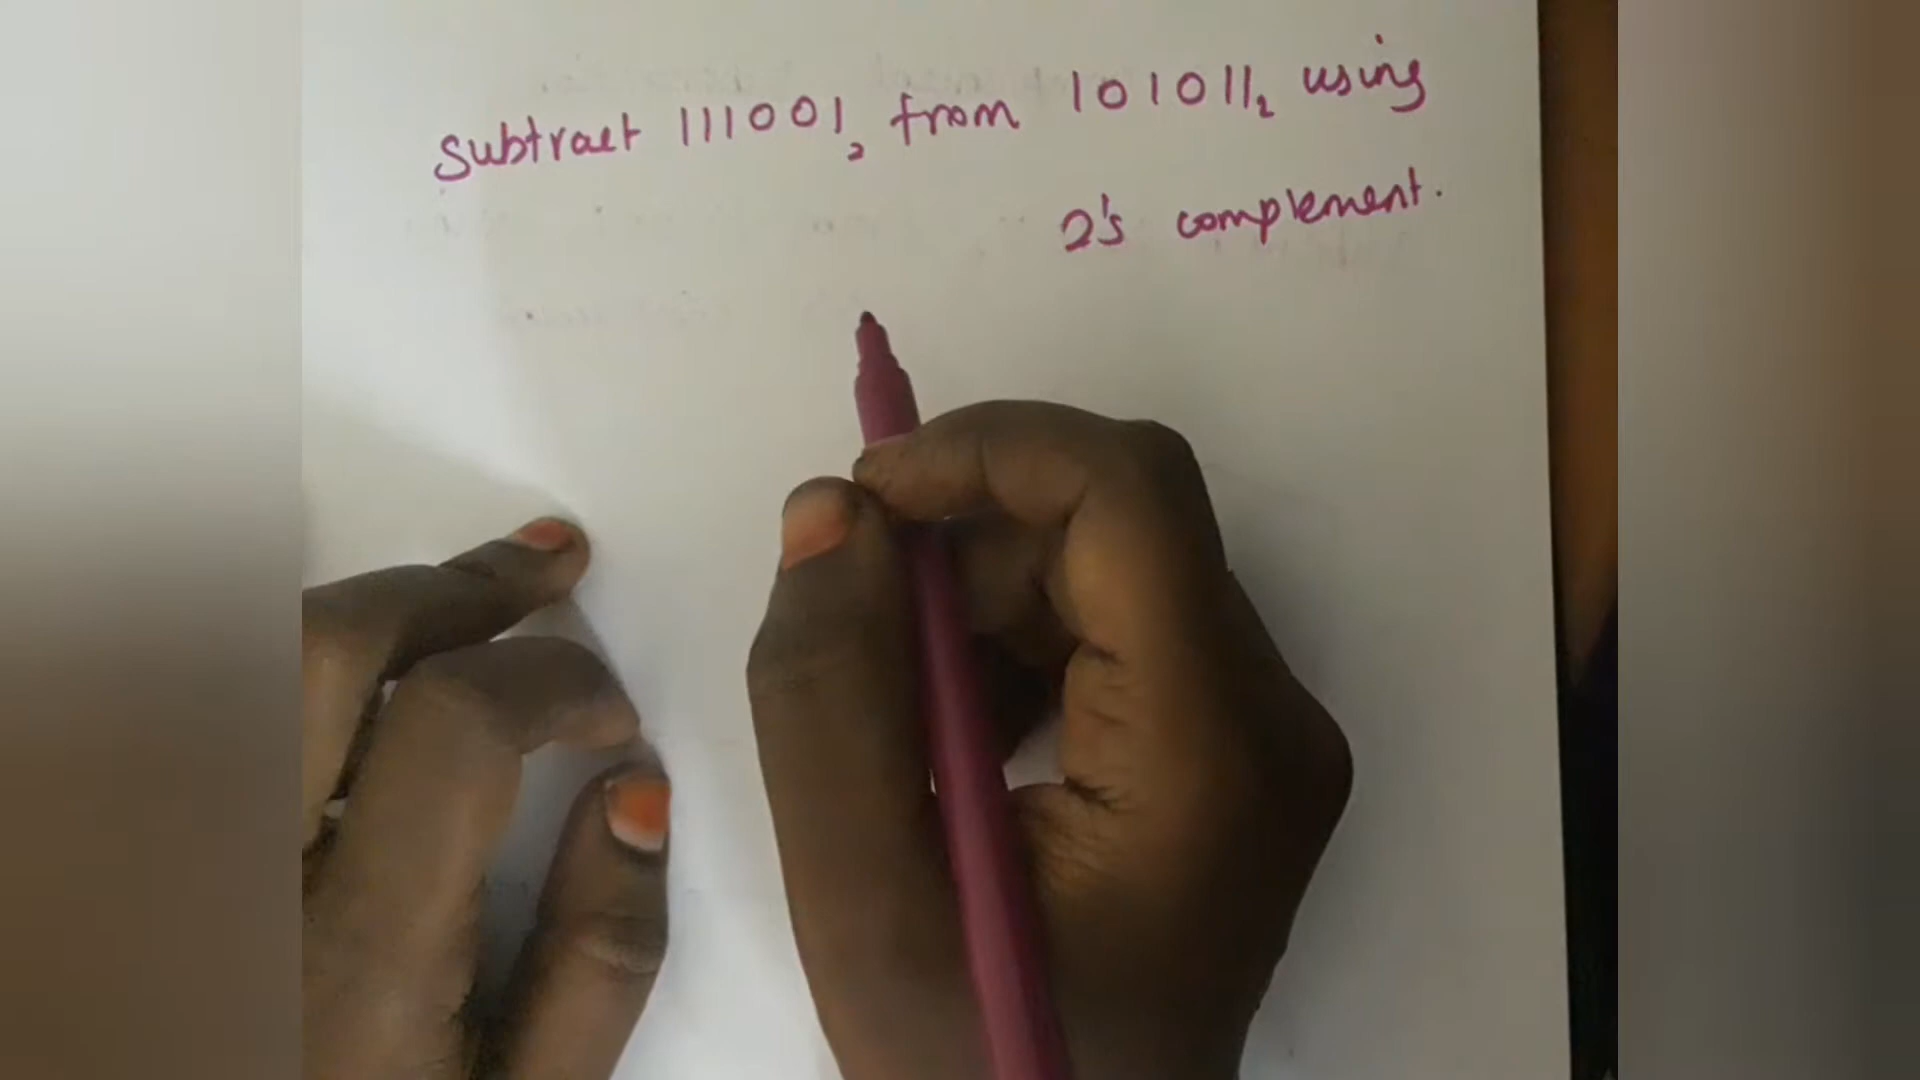 Subtract 111001₂ from 101011₂ using
2's complement.